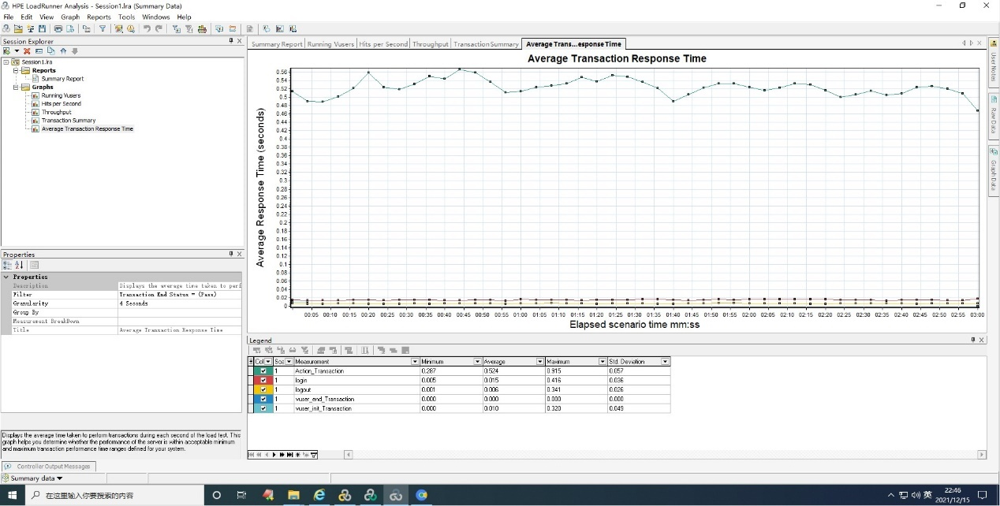 HPE LoadRunner Analysis - Session1.lra (Summary Data)
File Edit View Graph Reports Tools Windows Help
Session Explorer
Session1.lra
Reports
Summary Report
Graphs
Running Vusers
Hits per Second
Throughput
Transaction Summary
Average Transaction Response Time
Properties
Properties
Description Displays the average time taken to perf
Filter Transaction End Status = (Pass)
Granularity 4 Seconds
Group By
Measurement BreakDown
Title Average Transaction Response Time
Displays the average time taken to perform transactions during each second of the load test. This
graph helps you determine whether the performance of the server is within acceptable minimum
and maximum transaction performance time ranges defined for your system.
Controller Output Messages
Summary data
Summary Report Running Vusers Hits per Second Throughput Transaction Summary Average Trans...esponse Time
Average Transaction Response Time
Average Response Time (seconds)
0.56
0.54
0.52
0.5
0.48
0.46
0.44
0.42
0.4
0.38
0.36
0.34
0.32
0.3
0.28
0.26
0.24
0.22
0.2
0.18
0.16
0.14
0.12
0.1
0.08
0.06
0.04
0.02
0
00:05 00:10 00:15 00:20 00:25 00:30 00:35 00:40 00:45 00:50 00:55 01:00 01:05 01:10 01:15 01:20 01:25 01:30 01:35 01:40 01:45 01:50 01:55 02:00 02:05 02:10 02:15 02:20 02:25 02:30 02:35 02:40 02:45 02:50 02:55 03:00
Elapsed scenario time mm:ss
Legend
Col Sca Measurement Minimum Average Maximum Std. Deviation
1 Action_Transaction 0.287 0.524 0.915 0.057
1 login 0.005 0.015 0.416 0.036
1 logout 0.001 0.006 0.341 0.026
1 vuser_end_Transaction 0.000 0.000 0.000 0.000
1 vuser_init_Transaction 0.000 0.010 0.320 0.049
User Notes
Raw Data
Graph Data
在这里输入你要搜索的内容
英
22:46
2021/12/15